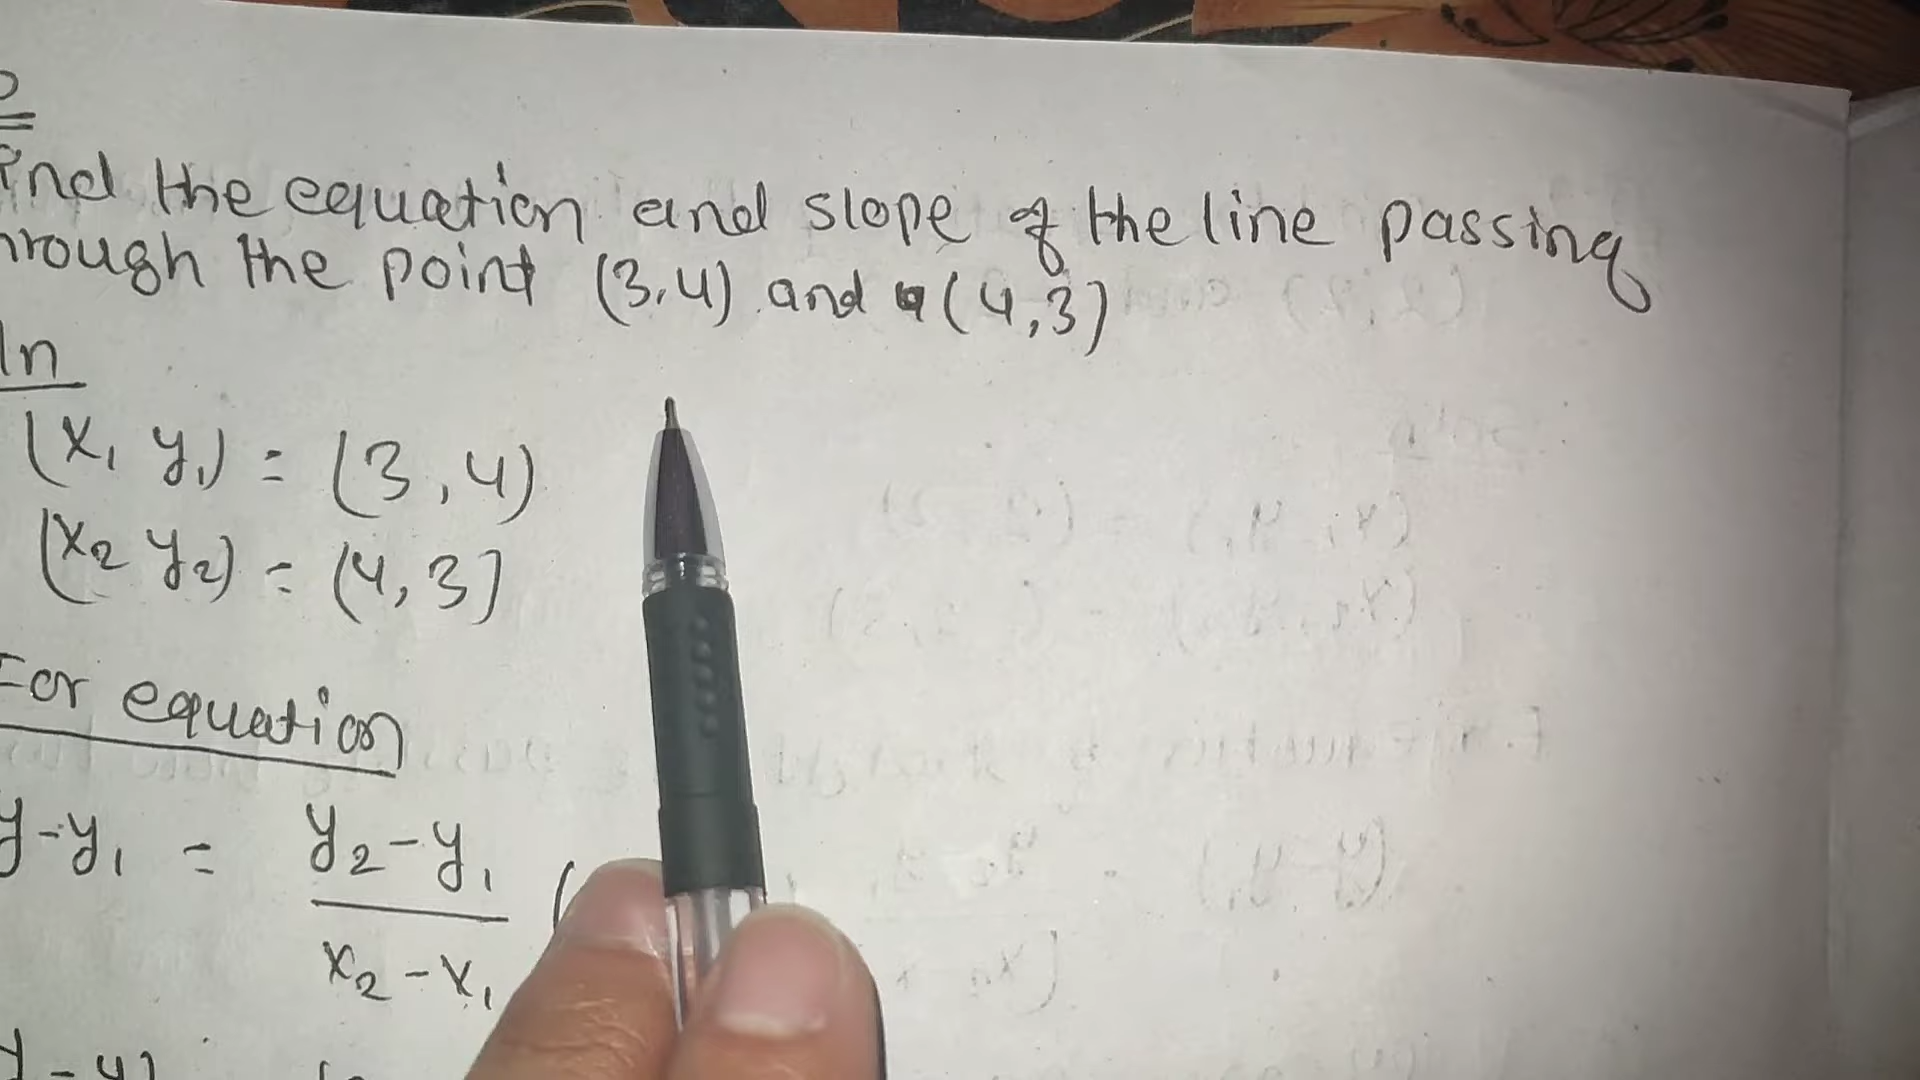 ind the equation and slope of the line passing
hrough the point (3,4) and (4,3)
ln
(x₁ y₁) = (3,4)
(x₂ y₂) = (4,3)
For equation
y-y₁ = y₂-y₁ (
x₂-x₁